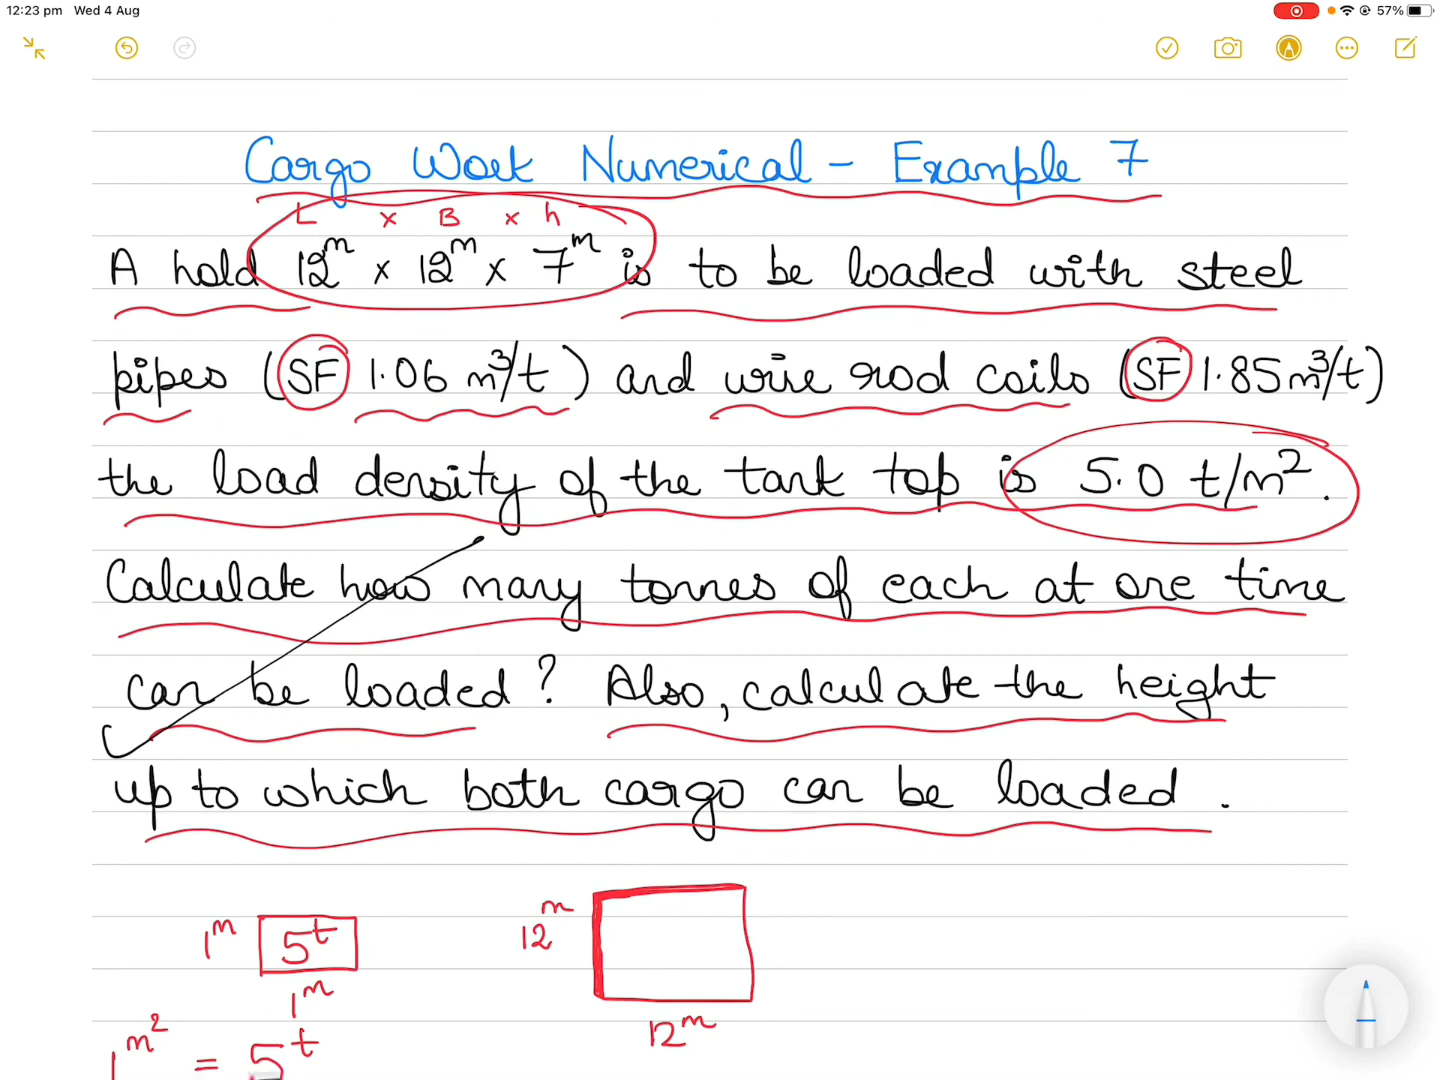 12:23 pm Wed 4 Aug
57%
Cargo Work Numerical - Example 7
L x B x h
A hold 12ᵐ x 12ᵐ x 7ᵐ is to be loaded with steel
pipes (SF 1.06 m³/t) and wire rod coils (SF 1.85 m³/t)
the load density of the tank top is 5.0 t/m².
Calculate how many tonnes of each at one time
can be loaded? Also, calculate the height
up to which both cargo can be loaded.
1ᵐ 5ᵗ
1ᵐ
12ᵐ
12ᵐ
1ᵐ² = 5ᵗ